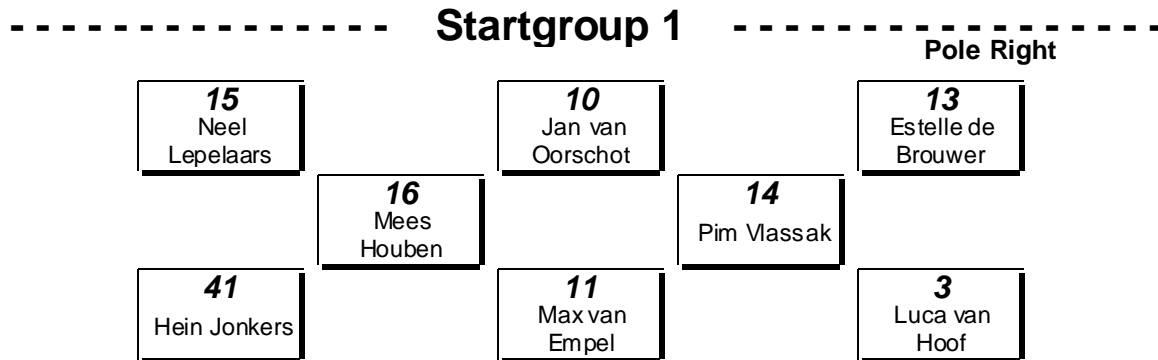 Startgroup 1
Pole Right
15
Neel
Lepelaars
10
Jan van
Oorschot
13
Estelle de
Brouwer
16
Mees
Houben
14
Pim Vlassak
41
Hein Jonkers
11
Max van
Empel
3
Luca van
Hoof